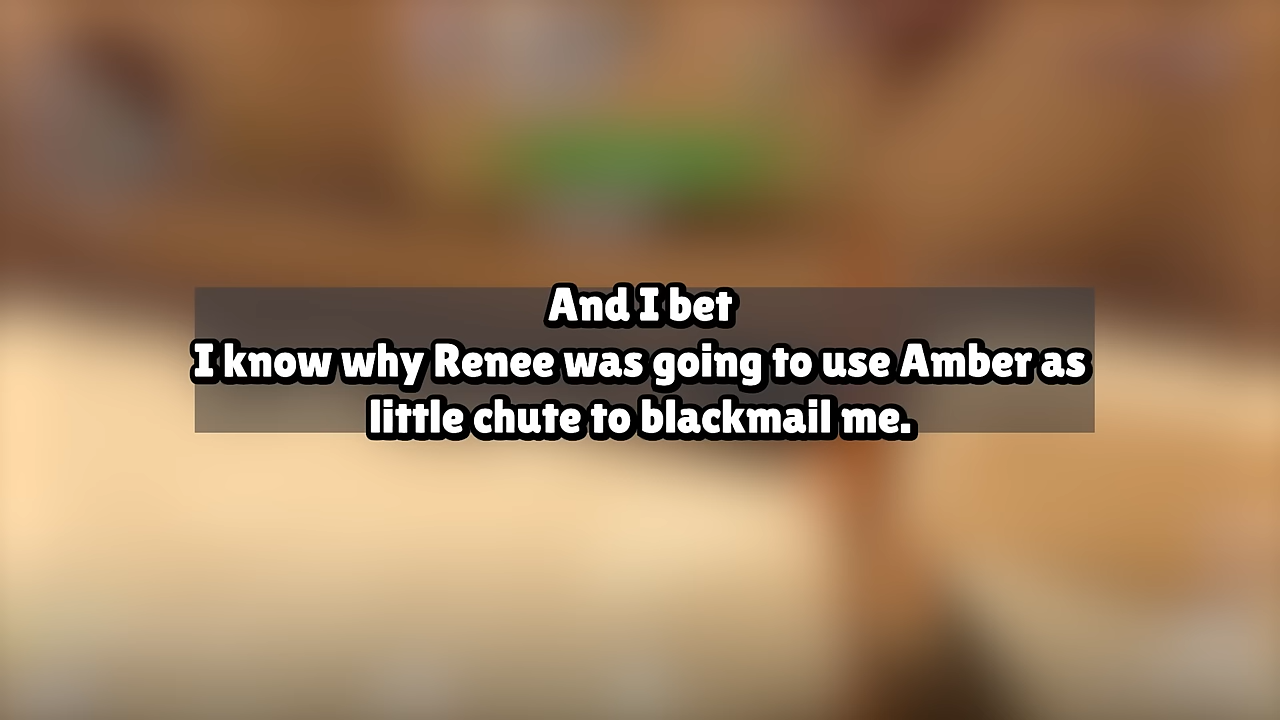 And I bet
I know why Renee was going to use Amber as
little chute to blackmail me.